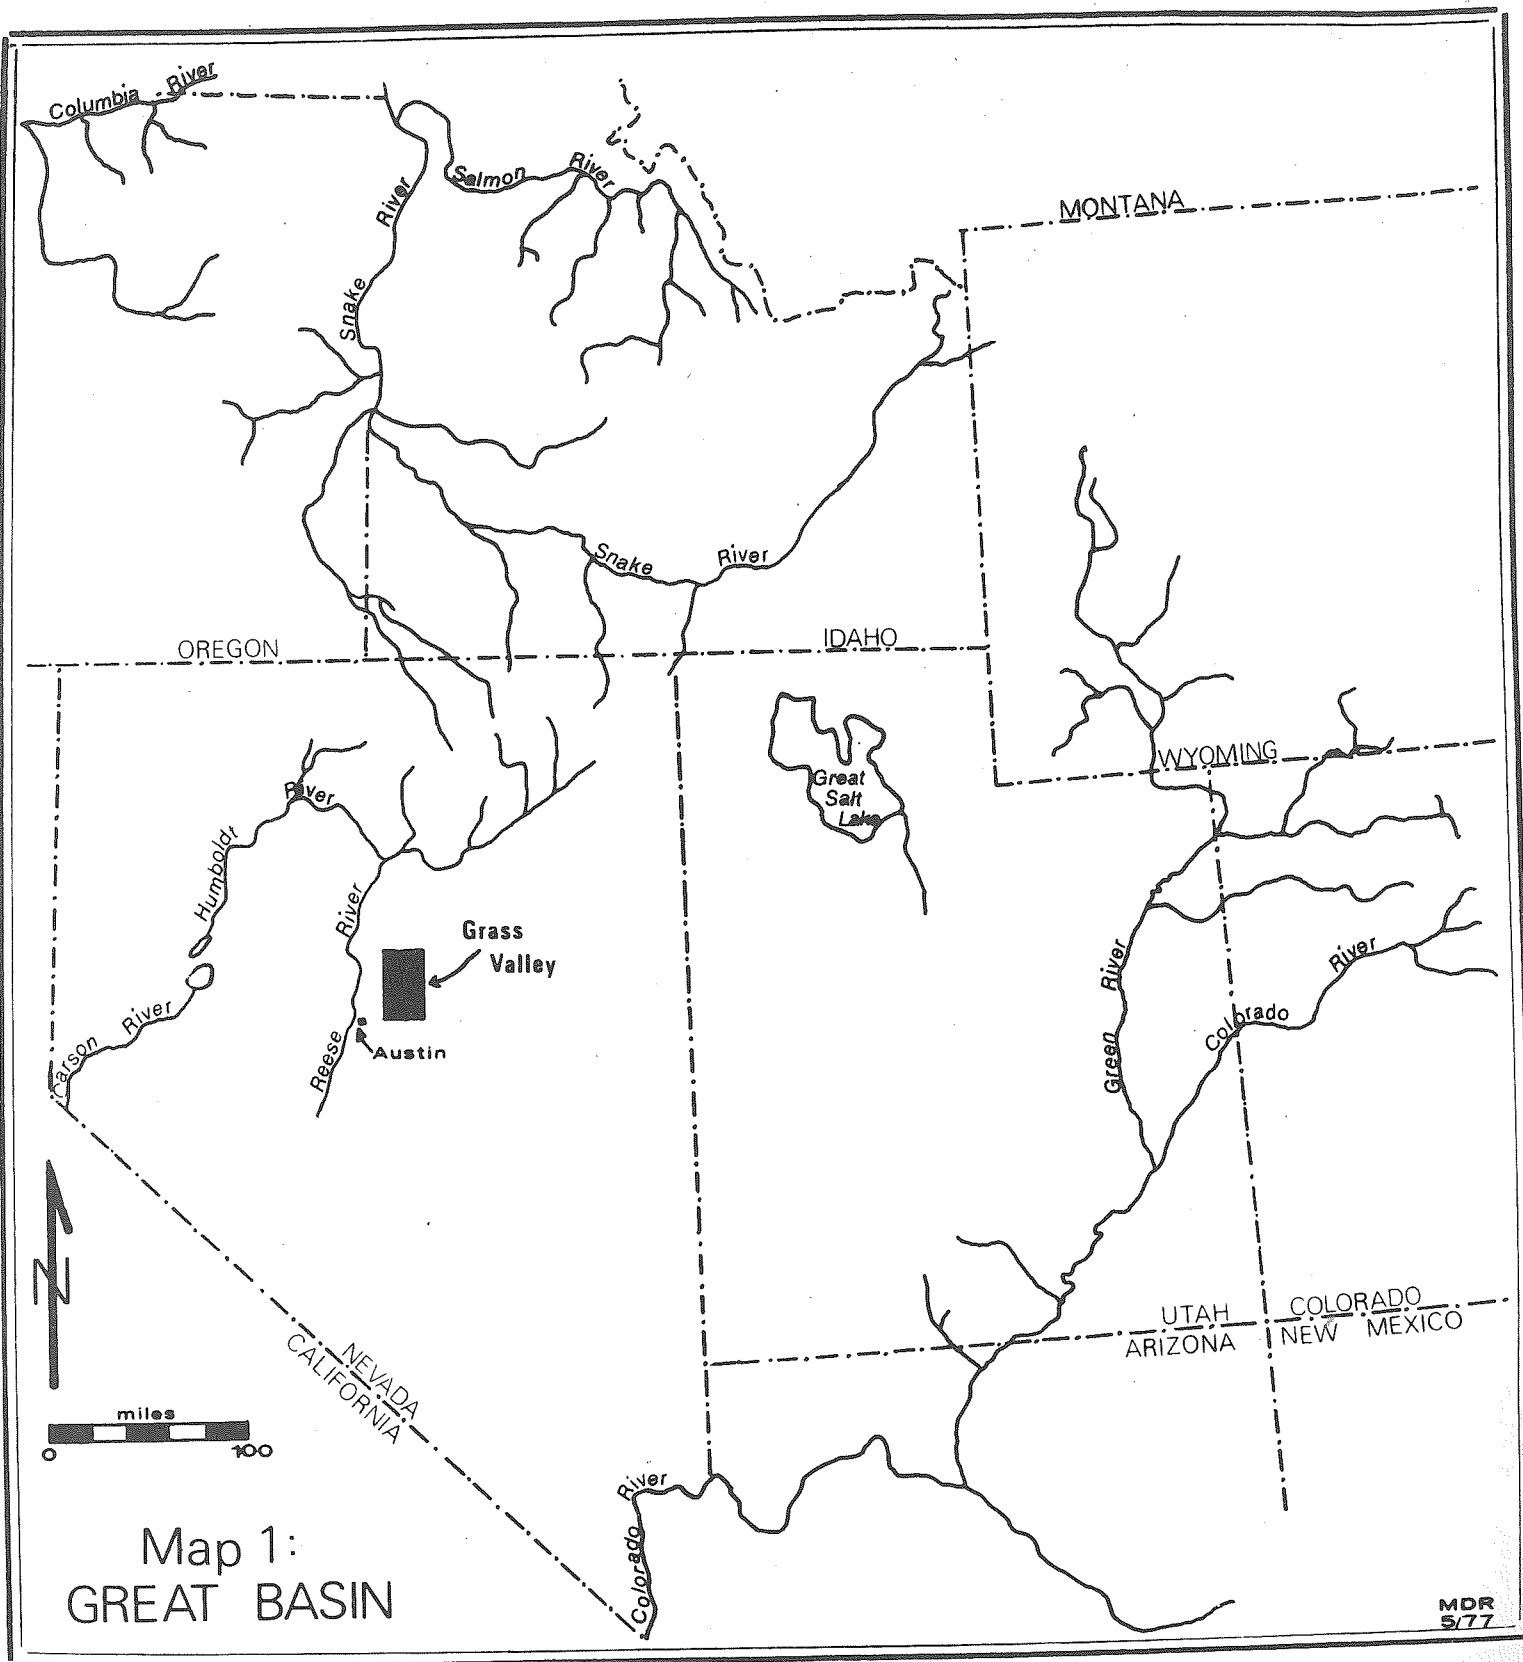 Columbia River
Salmon River
Snake River
MONTANA
Snake River
OREGON
IDAHO
WYOMING
Great
Salt
Lake
Humboldt River
Reese River
Grass
Valley
Austin
Carson River
Green River
Colorado River
N
NEVADA
CALIFORNIA
UTAH
ARIZONA
COLORADO
NEW MEXICO
miles
0 100
Colorado River
Map 1:
GREAT BASIN
MDR
5/77